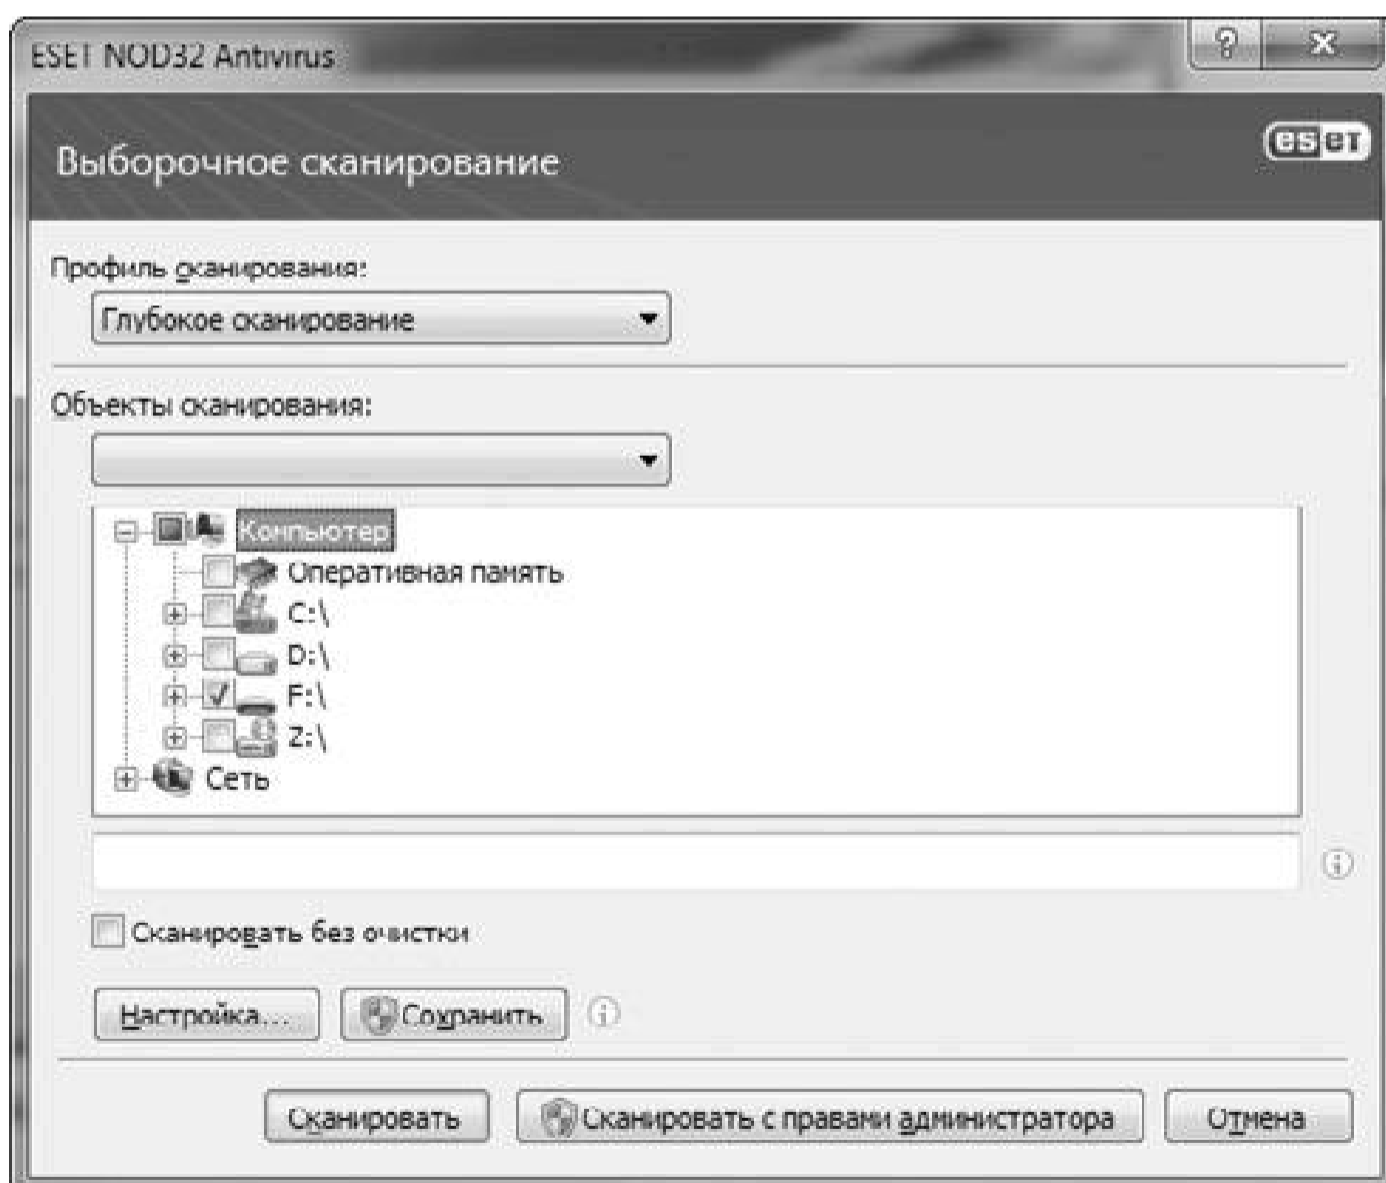 ESET NOD32 Antivirus
Выборочное сканирование
eset
Профиль сканирования:
Глубокое сканирование
Объекты сканирования:
Компьютер
Оперативная память
C:\
D:\
F:\
Z:\
Сеть
Сканировать без очистки
Настройка...
Сохранить
Сканировать
Сканировать с правами администратора
Отмена